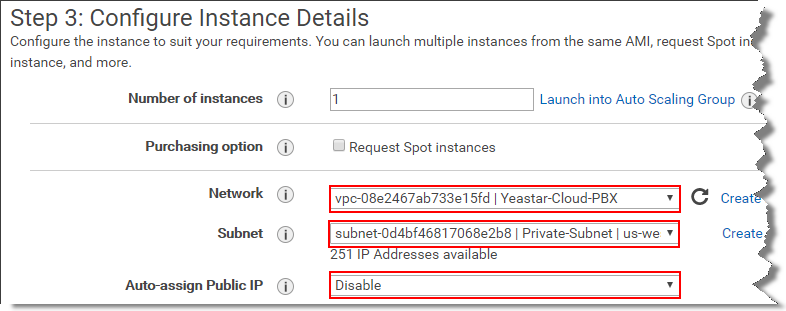 Step 3: Configure Instance Details
Configure the instance to suit your requirements. You can launch multiple instances from the same AMI, request Spot in
instance, and more.
Number of instances i 1 Launch into Auto Scaling Group i
Purchasing option i Request Spot instances
Network i vpc-08e2467ab733e15fd | Yeastar-Cloud-PBX Create
Subnet i subnet-0d4bf46817068e2b8 | Private-Subnet | us-we Create
251 IP Addresses available
Auto-assign Public IP i Disable